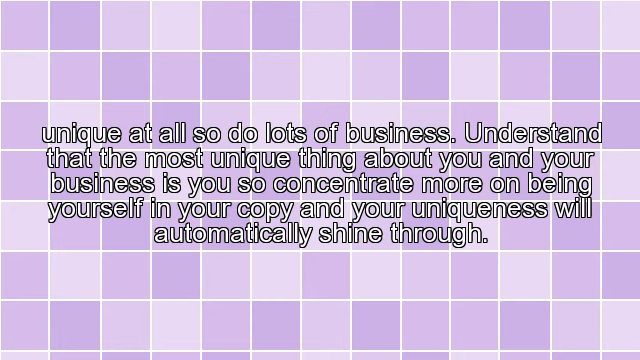 unique at all so do lots of business. Understand
that the most unique thing about you and your
business is you so concentrate more on being
yourself in your copy and your uniqueness will
automatically shine through.